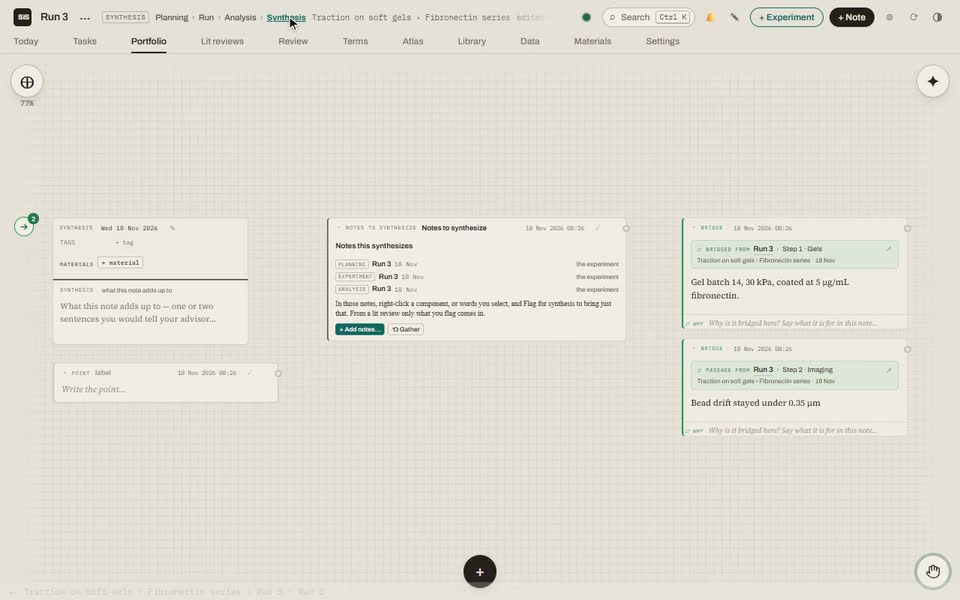 SIS Run 3 ... SYNTHESIS Planning › Run › Analysis › Synthesis Traction on soft gels › Fibronectin series edited Search Ctrl K + Experiment + Note
Today Tasks Portfolio Lit reviews Review Terms Atlas Library Data Materials Settings
77%
2
SYNTHESIS Wed 18 Nov 2026
TAGS + tag
MATERIALS + material
SYNTHESIS what this note adds up to
What this note adds up to — one or two
sentences you would tell your advisor...
POINT label 18 Nov 2026 08:26
Write the point...
NOTES TO SYNTHESIZE Notes to synthesize 18 Nov 2026 08:26
Notes this synthesizes
PLANNING Run 3 18 Nov the experiment
EXPERIMENT Run 3 18 Nov the experiment
ANALYSIS Run 3 18 Nov the experiment
In those notes, right-click a component, or words you select, and Flag for synthesis to bring just
that. From a lit review only what you flag comes in.
+ Add notes... Gather
BRIDGE 18 Nov 2026 08:26
BRIDGED FROM Run 3 · Step 1 · Gels
Traction on soft gels · Fibronectin series · 18 Nov
Gel batch 14, 30 kPa, coated at 5 µg/mL
fibronectin.
WHY Why is it bridged here? Say what it is for in this note...
BRIDGE 18 Nov 2026 08:26
PASSAGE FROM Run 3 · Step 2 · Imaging
Traction on soft gels · Fibronectin series · 18 Nov
Bead drift stayed under 0.35 µm
WHY Why is it bridged here? Say what it is for in this note...
+
← Traction on soft gels › Fibronectin series › Run 3 · Run 3